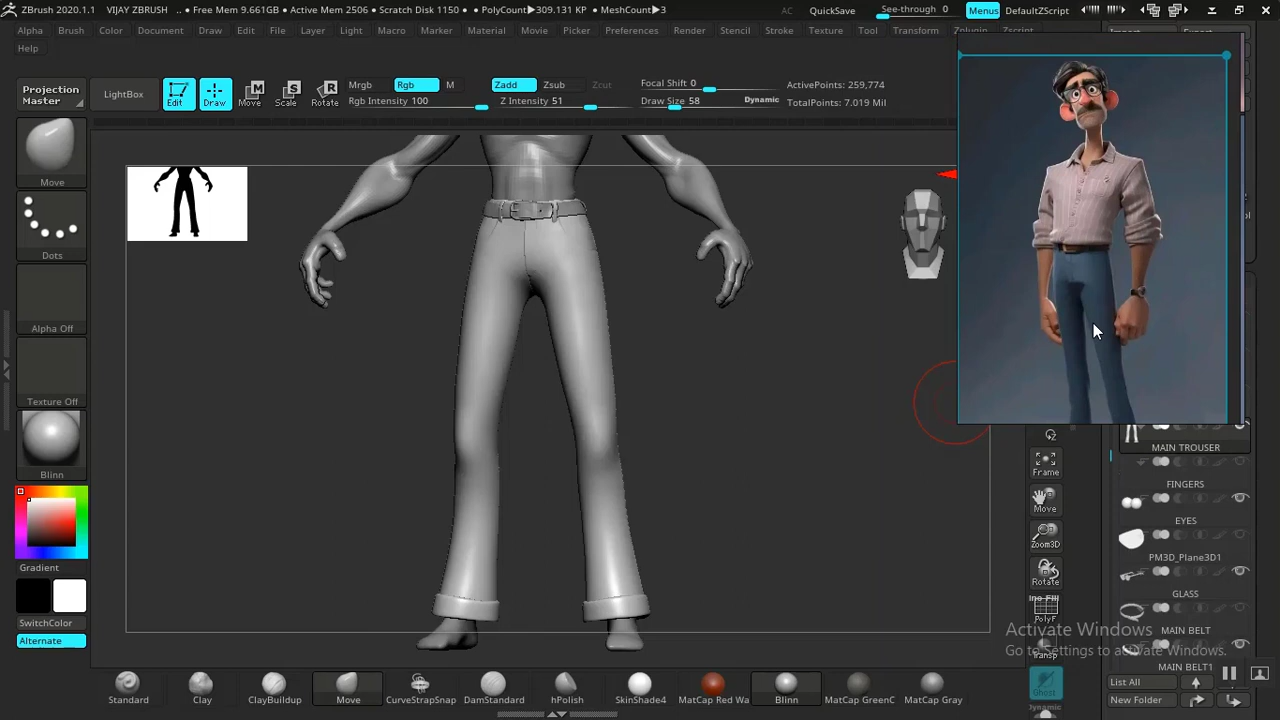 ZBrush 2020.1.1 VIJAY ZBRUSH .. • Free Mem 9.661GB • Active Mem 2506 • Scratch Disk 1150 • PolyCount▶309.131 KP • MeshCount▶3 AC QuickSave See-through 0 Menus DefaultZScript
Alpha Brush Color Document Draw Edit File Layer Light Macro Marker Material Movie Picker Preferences Render Stencil Stroke Texture Tool Transform Zplugin Zscript
Help
Projection Master
LightBox
Edit
Draw
Move
Scale
Rotate
Mrgb Rgb M
Rgb Intensity 100
Zadd Zsub Zcut
Z Intensity 51
Focal Shift 0
Draw Size 58 Dynamic
ActivePoints: 259,774
TotalPoints: 7.019 Mil
Move
Dots
Alpha Off
Texture Off
Blinn
Gradient
SwitchColor
Alternate
Frame
Move
Zoom3D
Rotate
PolyF
Transp
Ghost
Dynamic
MAIN TROUSER
FINGERS
EYES
PM3D_Plane3D1
GLASS
MAIN BELT
MAIN BELT1
List All
New Folder
Activate Windows
Go to Settings to activate Windows.
Standard Clay ClayBuildup Move CurveStrapSnap DamStandard hPolish SkinShade4 MatCap Red Wa Blinn MatCap GreenC MatCap Gray